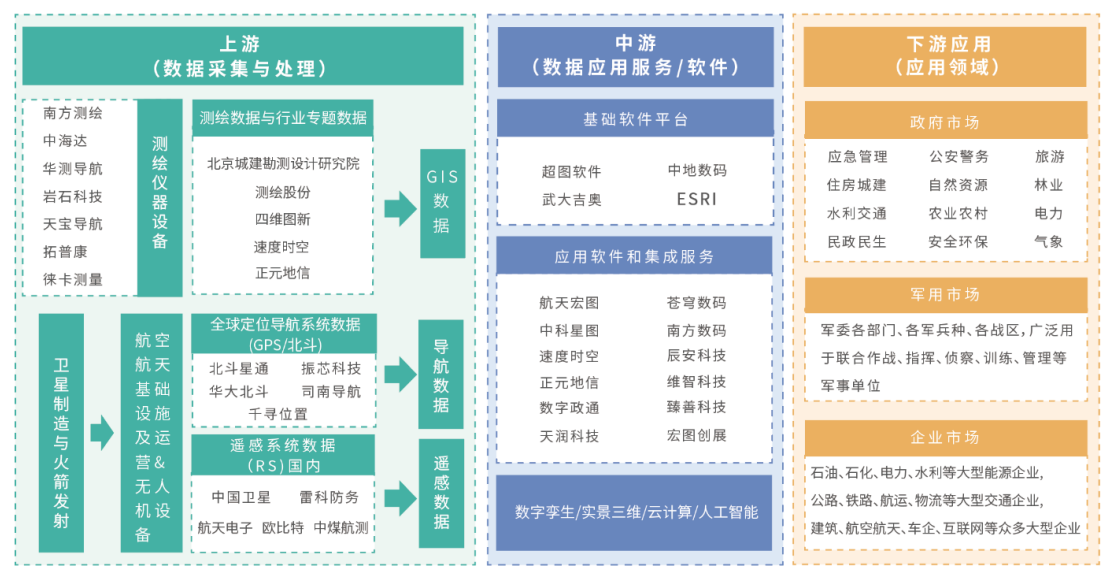 上游
（数据采集与处理）
南方测绘
中海达
华测导航
岩石科技
天宝导航
拓普康
徕卡测量
测绘仪器设备
测绘数据与行业专题数据
北京城建勘测设计研究院
测绘股份
四维图新
速度时空
正元地信
GIS
数
据
卫星制造与火箭发射
航空
航天
基础
设施
及运
营&
无人
机设
备
全球定位导航系统数据
(GPS/北斗)
北斗星通 振芯科技
华大北斗 司南导航
千寻位置
导航数据
遥感系统数据
（RS）国内
中国卫星 雷科防务
航天电子 欧比特 中煤航测
遥感数据
中游
（数据应用服务/软件）
基础软件平台
超图软件 中地数码
武大吉奥 ESRI
应用软件和集成服务
航天宏图 苍穹数码
中科星图 南方数码
速度时空 辰安科技
正元地信 维智科技
数字政通 臻善科技
天润科技 宏图创展
数字孪生/实景三维/云计算/人工智能
下游应用
（应用领域）
政府市场
应急管理 公安警务 旅游
住房城建 自然资源 林业
水利交通 农业农村 电力
民政民生 安全环保 气象
军用市场
军委各部门、各军兵种、各战区，广泛用
于联合作战、指挥、侦察、训练、管理等
军事单位
企业市场
石油、石化、电力、水利等大型能源企业,
公路、铁路、航运、物流等大型交通企业,
建筑、航空航天、车企、互联网等众多大型企业